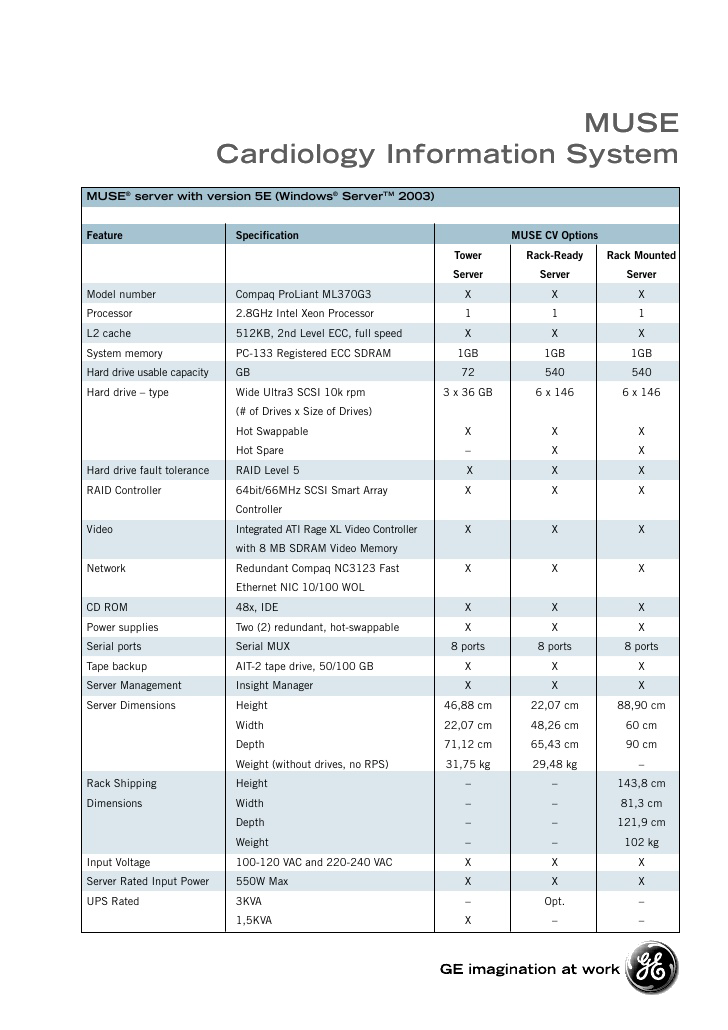 MUSE
Cardiology Information System
MUSE® server with version 5E (Windows® Server™ 2003)
Feature Specification MUSE CV Options
Tower Rack-Ready Rack Mounted
Server Server Server
Model number Compaq ProLiant ML370G3 X X X
Processor 2.8GHz Intel Xeon Processor 1 1 1
L2 cache 512KB, 2nd Level ECC, full speed X X X
System memory PC-133 Registered ECC SDRAM 1GB 1GB 1GB
Hard drive usable capacity GB 72 540 540
Hard drive – type Wide Ultra3 SCSI 10k rpm 3 x 36 GB 6 x 146 6 x 146
(# of Drives x Size of Drives)
Hot Swappable X X X
Hot Spare – X X
Hard drive fault tolerance RAID Level 5 X X X
RAID Controller 64bit/66MHz SCSI Smart Array X X X
Controller
Video Integrated ATI Rage XL Video Controller X X X
with 8 MB SDRAM Video Memory
Network Redundant Compaq NC3123 Fast X X X
Ethernet NIC 10/100 WOL
CD ROM 48x, IDE X X X
Power supplies Two (2) redundant, hot-swappable X X X
Serial ports Serial MUX 8 ports 8 ports 8 ports
Tape backup AIT-2 tape drive, 50/100 GB X X X
Server Management Insight Manager X X X
Server Dimensions Height 46,88 cm 22,07 cm 88,90 cm
Width 22,07 cm 48,26 cm 60 cm
Depth 71,12 cm 65,43 cm 90 cm
Weight (without drives, no RPS) 31,75 kg 29,48 kg –
Rack Shipping Height – – 143,8 cm
Dimensions Width – – 81,3 cm
Depth – – 121,9 cm
Weight – – 102 kg
Input Voltage 100-120 VAC and 220-240 VAC X X X
Server Rated Input Power 550W Max X X X
UPS Rated 3KVA – Opt. –
1,5KVA X – –
GE imagination at work GE